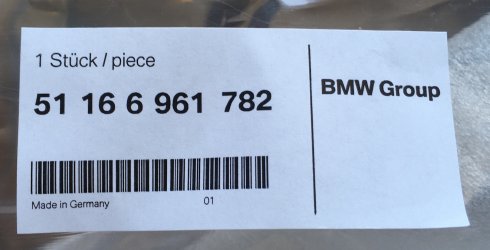 1 Stück / piece
51 16 6 961 782
BMW Group
Made in Germany 01